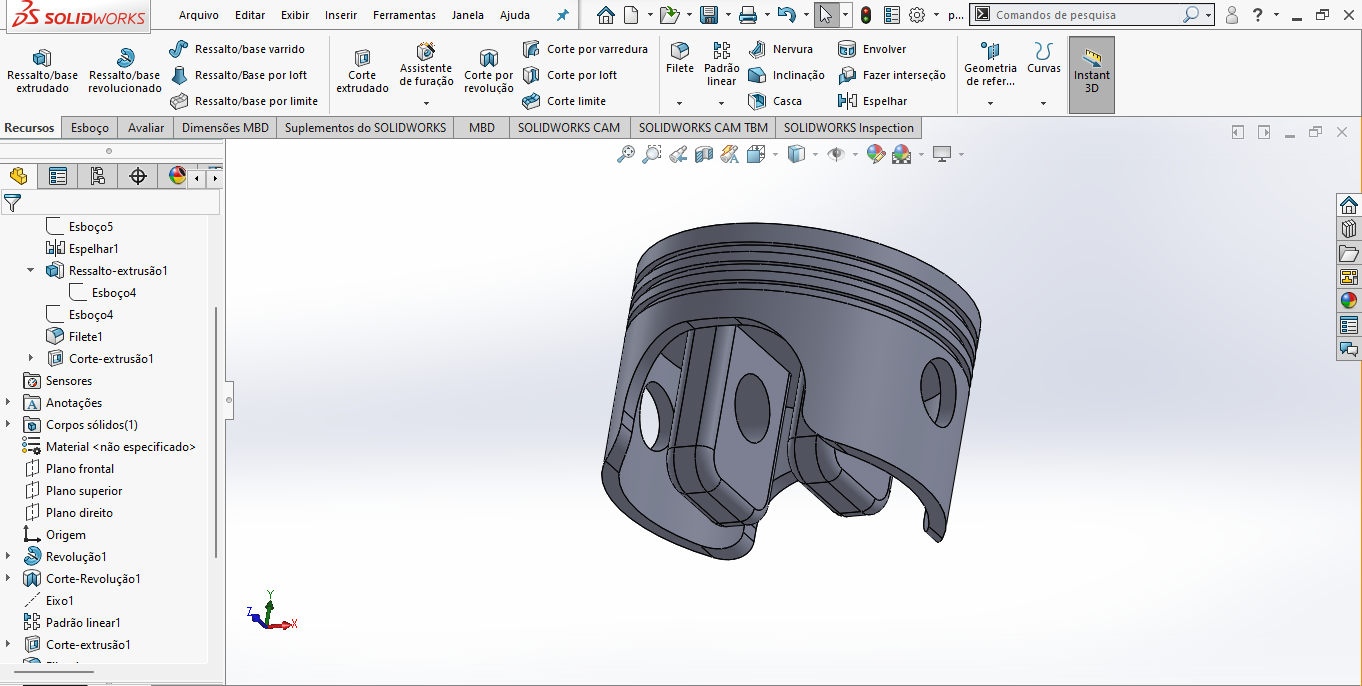 SOLIDWORKS
Arquivo Editar Exibir Inserir Ferramentas Janela Ajuda
p... Comandos de pesquisa ?
Ressalto/base extrudado
Ressalto/base revolucionado
Ressalto/base varrido
Ressalto/Base por loft
Ressalto/base por limite
Corte extrudado
Assistente de furação
Corte por revolução
Corte por varredura
Corte por loft
Corte limite
Filete
Padrão linear
Nervura
Inclinação
Casca
Envolver
Fazer interseção
Espelhar
Geometria de refer...
Curvas
Instant 3D
Recursos Esboço Avaliar Dimensões MBD Suplementos do SOLIDWORKS MBD SOLIDWORKS CAM SOLIDWORKS CAM TBM SOLIDWORKS Inspection
Esboço5
Espelhar1
Ressalto-extrusão1
Esboço4
Esboço4
Filete1
Corte-extrusão1
Sensores
Anotações
Corpos sólidos(1)
Material <não especificado>
Plano frontal
Plano superior
Plano direito
Origem
Revolução1
Corte-Revolução1
Eixo1
Padrão linear1
Corte-extrusão1
Y
Z
X